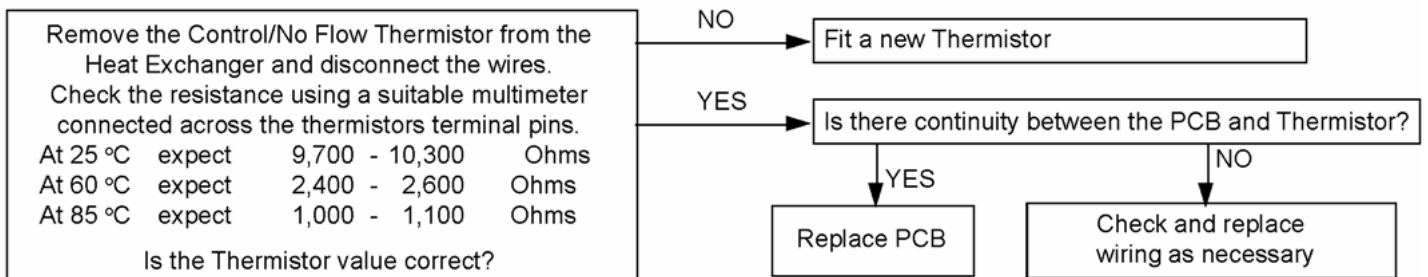 Remove the Control/No Flow Thermistor from the
Heat Exchanger and disconnect the wires.
Check the resistance using a suitable multimeter
connected across the thermistors terminal pins.
At 25 ºC expect 9,700 - 10,300 Ohms
At 60 ºC expect 2,400 - 2,600 Ohms
At 85 ºC expect 1,000 - 1,100 Ohms
Is the Thermistor value correct?
NO
Fit a new Thermistor
YES
Is there continuity between the PCB and Thermistor?
YES
NO
Replace PCB
Check and replace
wiring as necessary